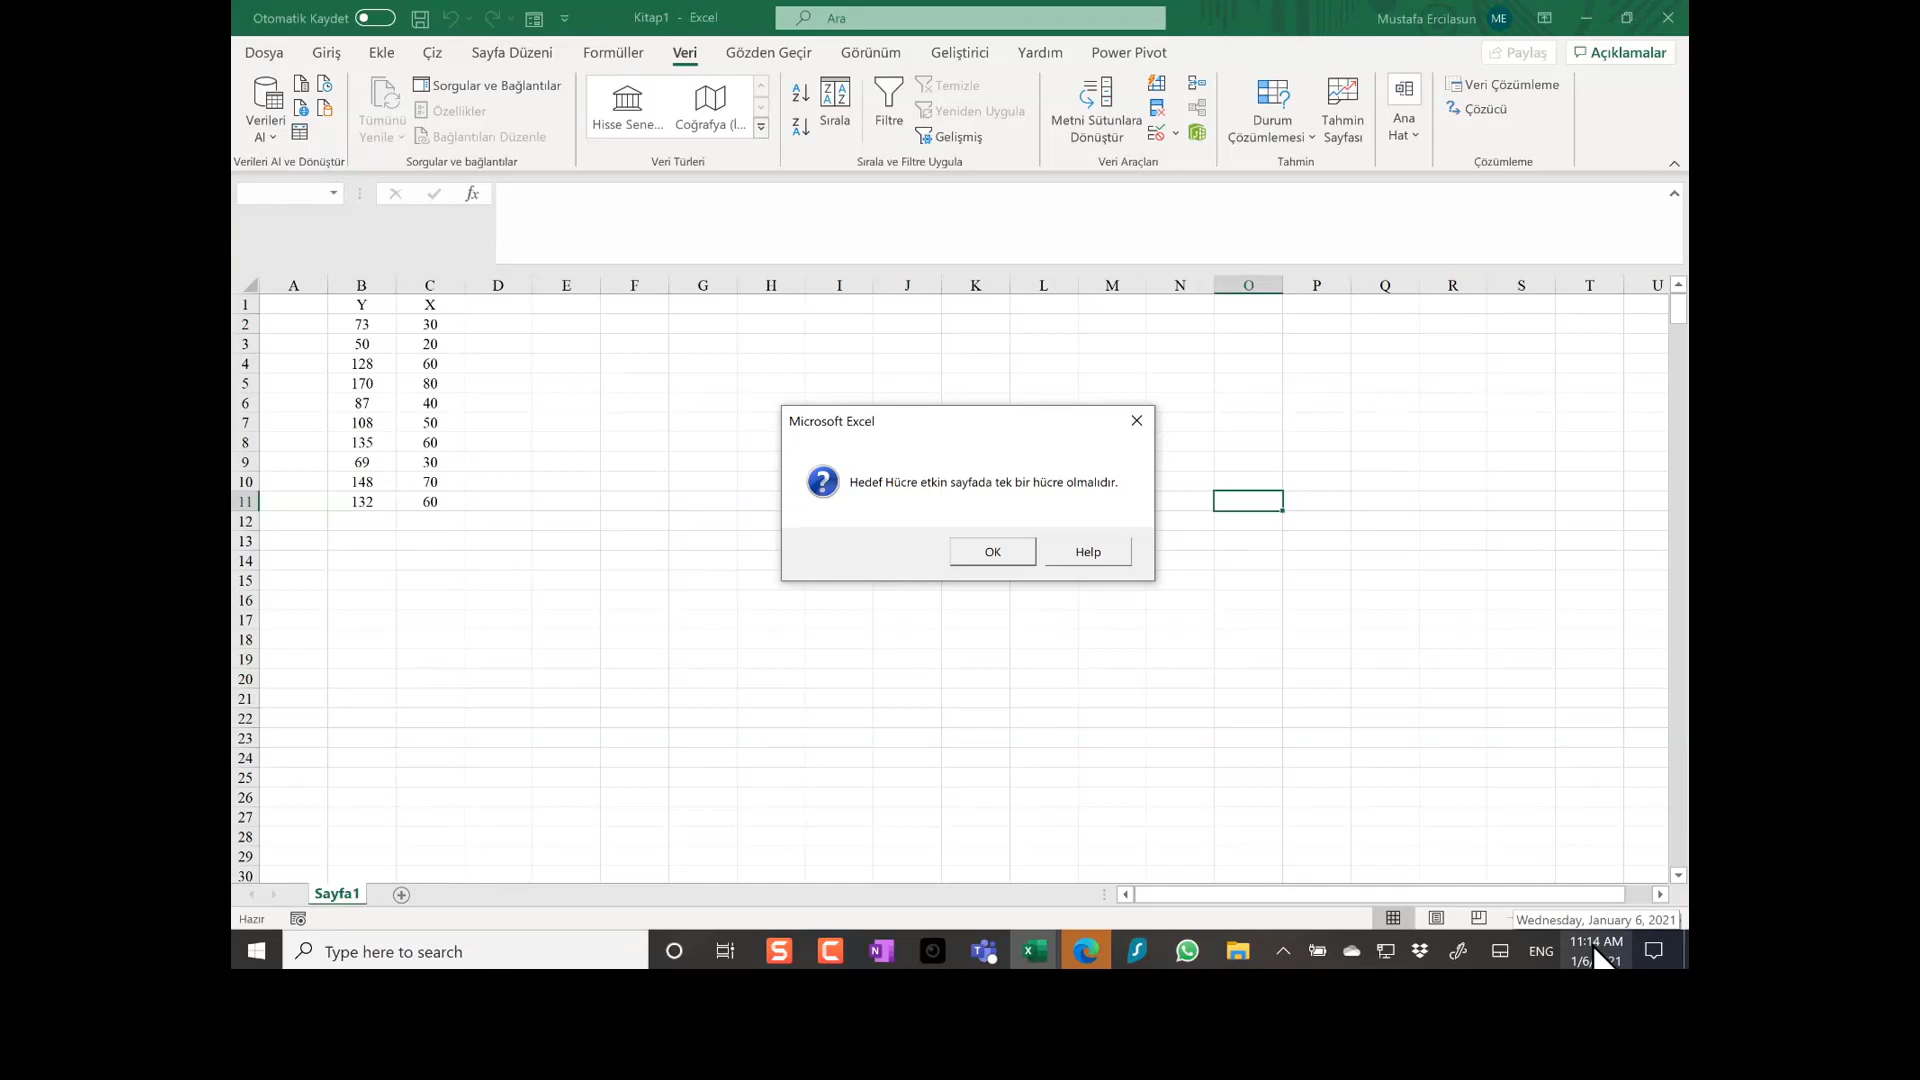 Otomatik Kaydet
Kitap1 - Excel
Ara
Mustafa Ercilasun
ME
Dosya Giriş Ekle Çiz Sayfa Düzeni Formüller Veri Gözden Geçir Görünüm Geliştirici Yardım Power Pivot
Paylaş
Açıklamalar
Verileri
Al
Verileri Al ve Dönüştür
Tümünü
Yenile
Sorgular ve Bağlantılar
Özellikler
Bağlantıları Düzenle
Sorgular ve bağlantılar
Hisse Sene...
Coğrafya (İ...
Veri Türleri
Sırala
Filtre
Temizle
Yeniden Uygula
Gelişmiş
Sırala ve Filtre Uygula
Metni Sütunlara
Dönüştür
Veri Araçları
Durum
Çözümlemesi
Tahmin
Sayfası
Tahmin
Ana
Hat
Veri Çözümleme
Çözücü
Çözümleme
fx
A B C D E F G H I J K L M N O P Q R S T U
1 Y X
2 73 30
3 50 20
4 128 60
5 170 80
6 87 40
7 108 50
8 135 60
9 69 30
10 148 70
11 132 60
12
13
14
15
16
17
18
19
20
21
22
23
24
25
26
27
28
29
30
Microsoft Excel
Hedef Hücre etkin sayfada tek bir hücre olmalıdır.
OK
Help
Sayfa1
Hazır
Wednesday, January 6, 2021
Type here to search
ENG
11:14 AM